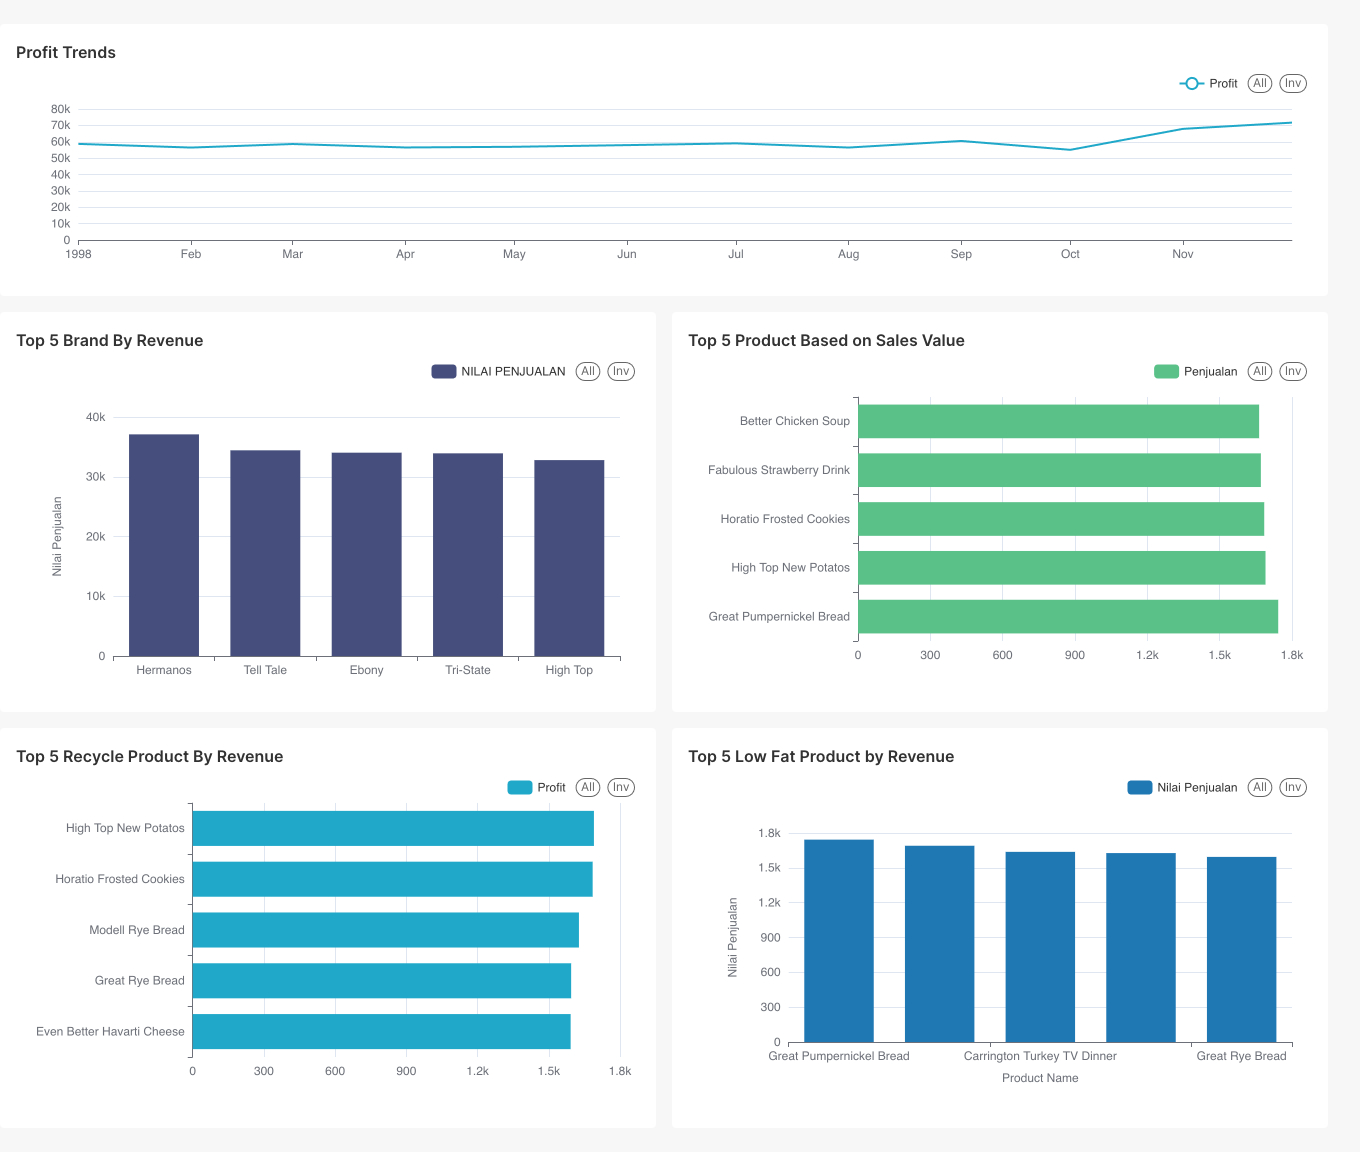 Profit Trends
Profit All Inv
80k
70k
60k
50k
40k
30k
20k
10k
0
1998 Feb Mar Apr May Jun Jul Aug Sep Oct Nov
Top 5 Brand By Revenue
NILAI PENJUALAN All Inv
40k
30k
20k
10k
0
Nilai Penjualan
Hermanos Tell Tale Ebony Tri-State High Top
Top 5 Product Based on Sales Value
Penjualan All Inv
Better Chicken Soup
Fabulous Strawberry Drink
Horatio Frosted Cookies
High Top New Potatos
Great Pumpernickel Bread
0 300 600 900 1.2k 1.5k 1.8k
Top 5 Recycle Product By Revenue
Profit All Inv
High Top New Potatos
Horatio Frosted Cookies
Modell Rye Bread
Great Rye Bread
Even Better Havarti Cheese
0 300 600 900 1.2k 1.5k 1.8k
Top 5 Low Fat Product by Revenue
Nilai Penjualan All Inv
1.8k
1.5k
1.2k
900
600
300
0
Nilai Penjualan
Great Pumpernickel Bread Carrington Turkey TV Dinner Great Rye Bread
Product Name